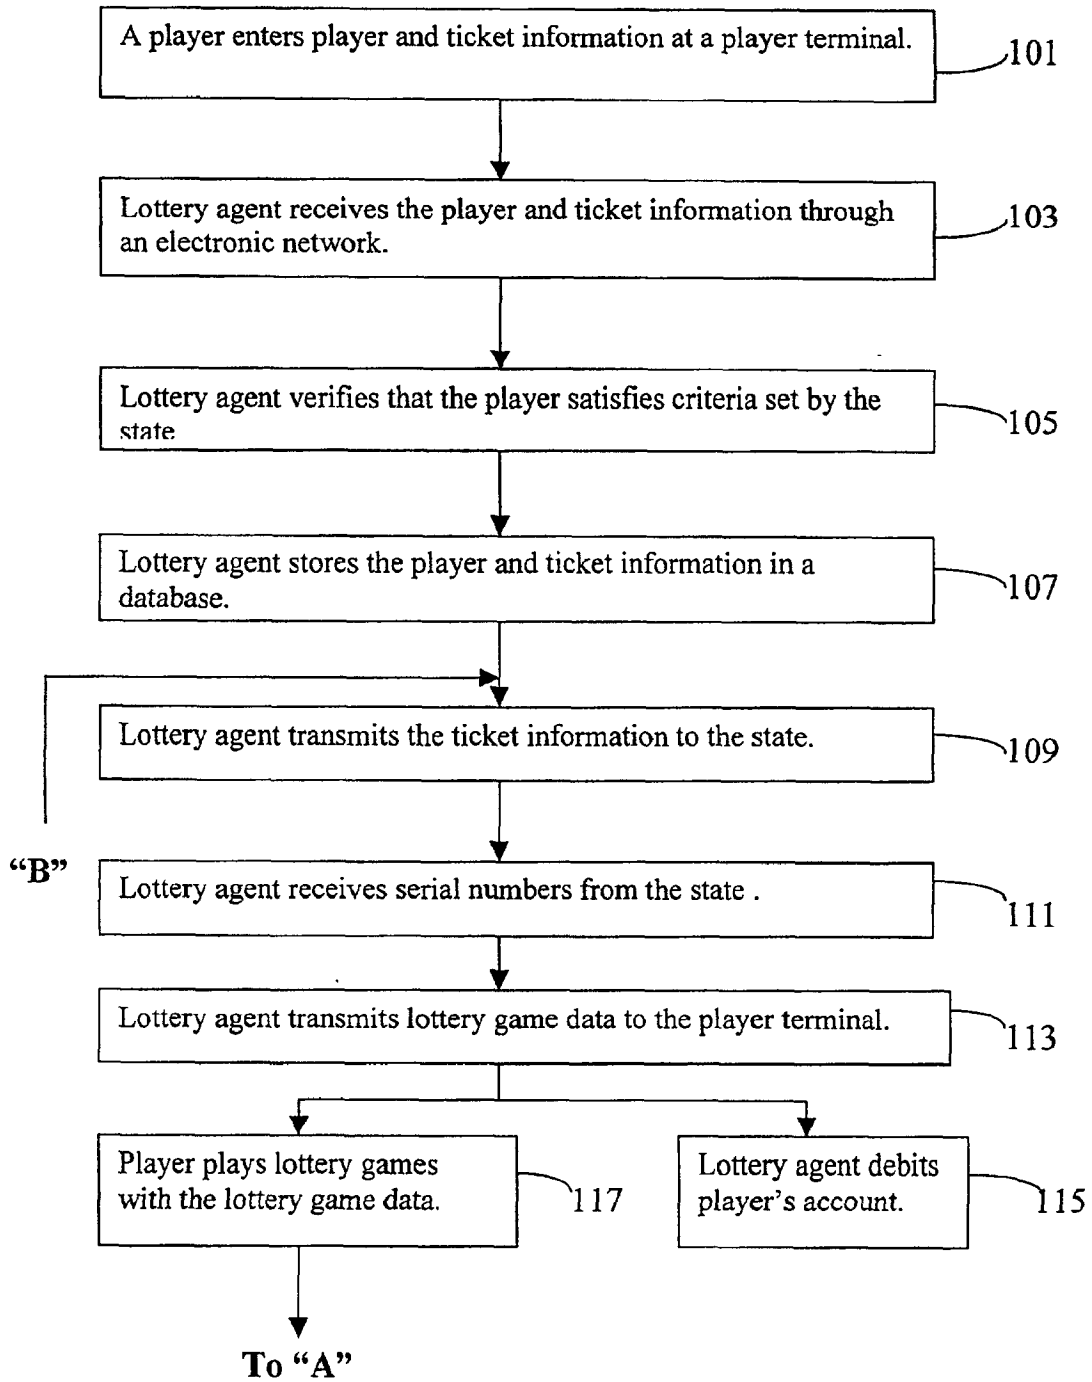 A player enters player and ticket information at a player terminal.
101
Lottery agent receives the player and ticket information through
an electronic network.
103
Lottery agent verifies that the player satisfies criteria set by the
state
105
Lottery agent stores the player and ticket information in a
database.
107
Lottery agent transmits the ticket information to the state.
109
“B”
Lottery agent receives serial numbers from the state .
111
Lottery agent transmits lottery game data to the player terminal.
113
Player plays lottery games
with the lottery game data.
117
Lottery agent debits
player’s account.
115
To “A”